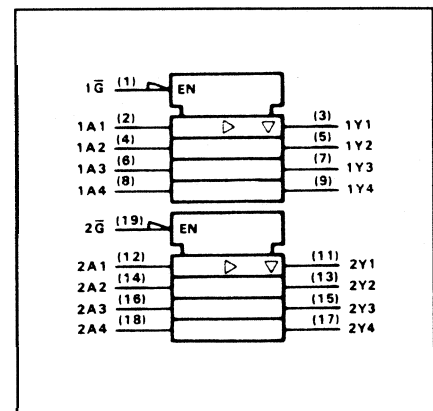 1G̅ (1) EN
1A1 (2) (3) 1Y1
1A2 (4) (5) 1Y2
1A3 (6) (7) 1Y3
1A4 (8) (9) 1Y4
2G̅ (19) EN
2A1 (12) (11) 2Y1
2A2 (14) (13) 2Y2
2A3 (16) (15) 2Y3
2A4 (18) (17) 2Y4